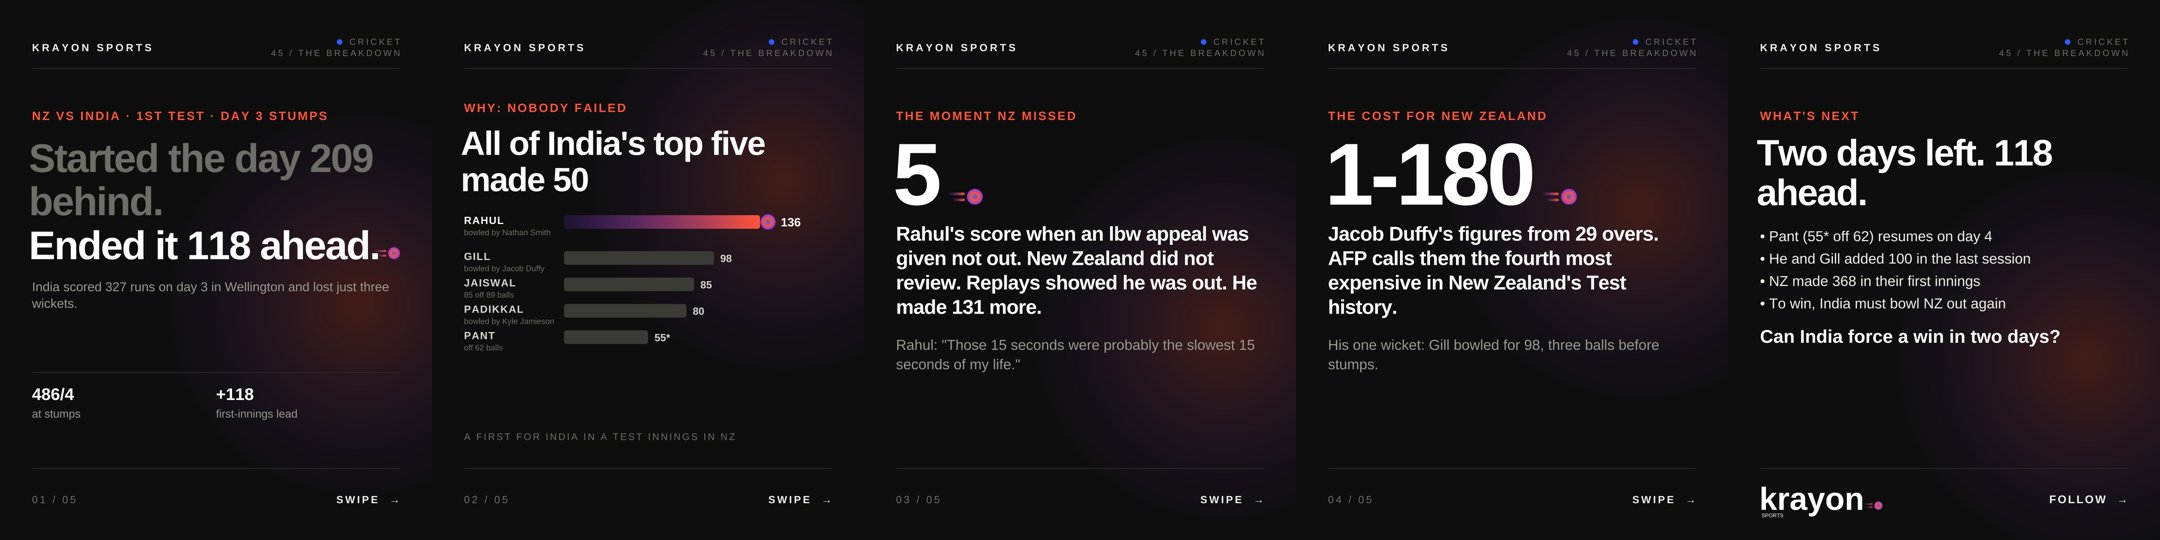 KRAYON SPORTS
CRICKET
45 / THE BREAKDOWN
NZ VS INDIA · 1ST TEST · DAY 3 STUMPS
Started the day 209
behind.
Ended it 118 ahead.
India scored 327 runs on day 3 in Wellington and lost just three
wickets.
486/4
at stumps
+118
first-innings lead
01 / 05
SWIPE →
KRAYON SPORTS
CRICKET
45 / THE BREAKDOWN
WHY: NOBODY FAILED
All of India's top five
made 50
RAHUL
bowled by Nathan Smith
136
GILL
bowled by Jacob Duffy
98
JAISWAL
85 off 89 balls
85
PADIKKAL
bowled by Kyle Jamieson
80
PANT
off 62 balls
55*
A FIRST FOR INDIA IN A TEST INNINGS IN NZ
02 / 05
SWIPE →
KRAYON SPORTS
CRICKET
45 / THE BREAKDOWN
THE MOMENT NZ MISSED
5
Rahul's score when an lbw appeal was
given not out. New Zealand did not
review. Replays showed he was out. He
made 131 more.
Rahul: "Those 15 seconds were probably the slowest 15
seconds of my life."
03 / 05
SWIPE →
KRAYON SPORTS
CRICKET
45 / THE BREAKDOWN
THE COST FOR NEW ZEALAND
1-180
Jacob Duffy's figures from 29 overs.
AFP calls them the fourth most
expensive in New Zealand's Test
history.
His one wicket: Gill bowled for 98, three balls before
stumps.
04 / 05
SWIPE →
KRAYON SPORTS
CRICKET
45 / THE BREAKDOWN
WHAT'S NEXT
Two days left. 118
ahead.
• Pant (55* off 62) resumes on day 4
• He and Gill added 100 in the last session
• NZ made 368 in their first innings
• To win, India must bowl NZ out again
Can India force a win in two days?
krayon
SPORTS
FOLLOW →